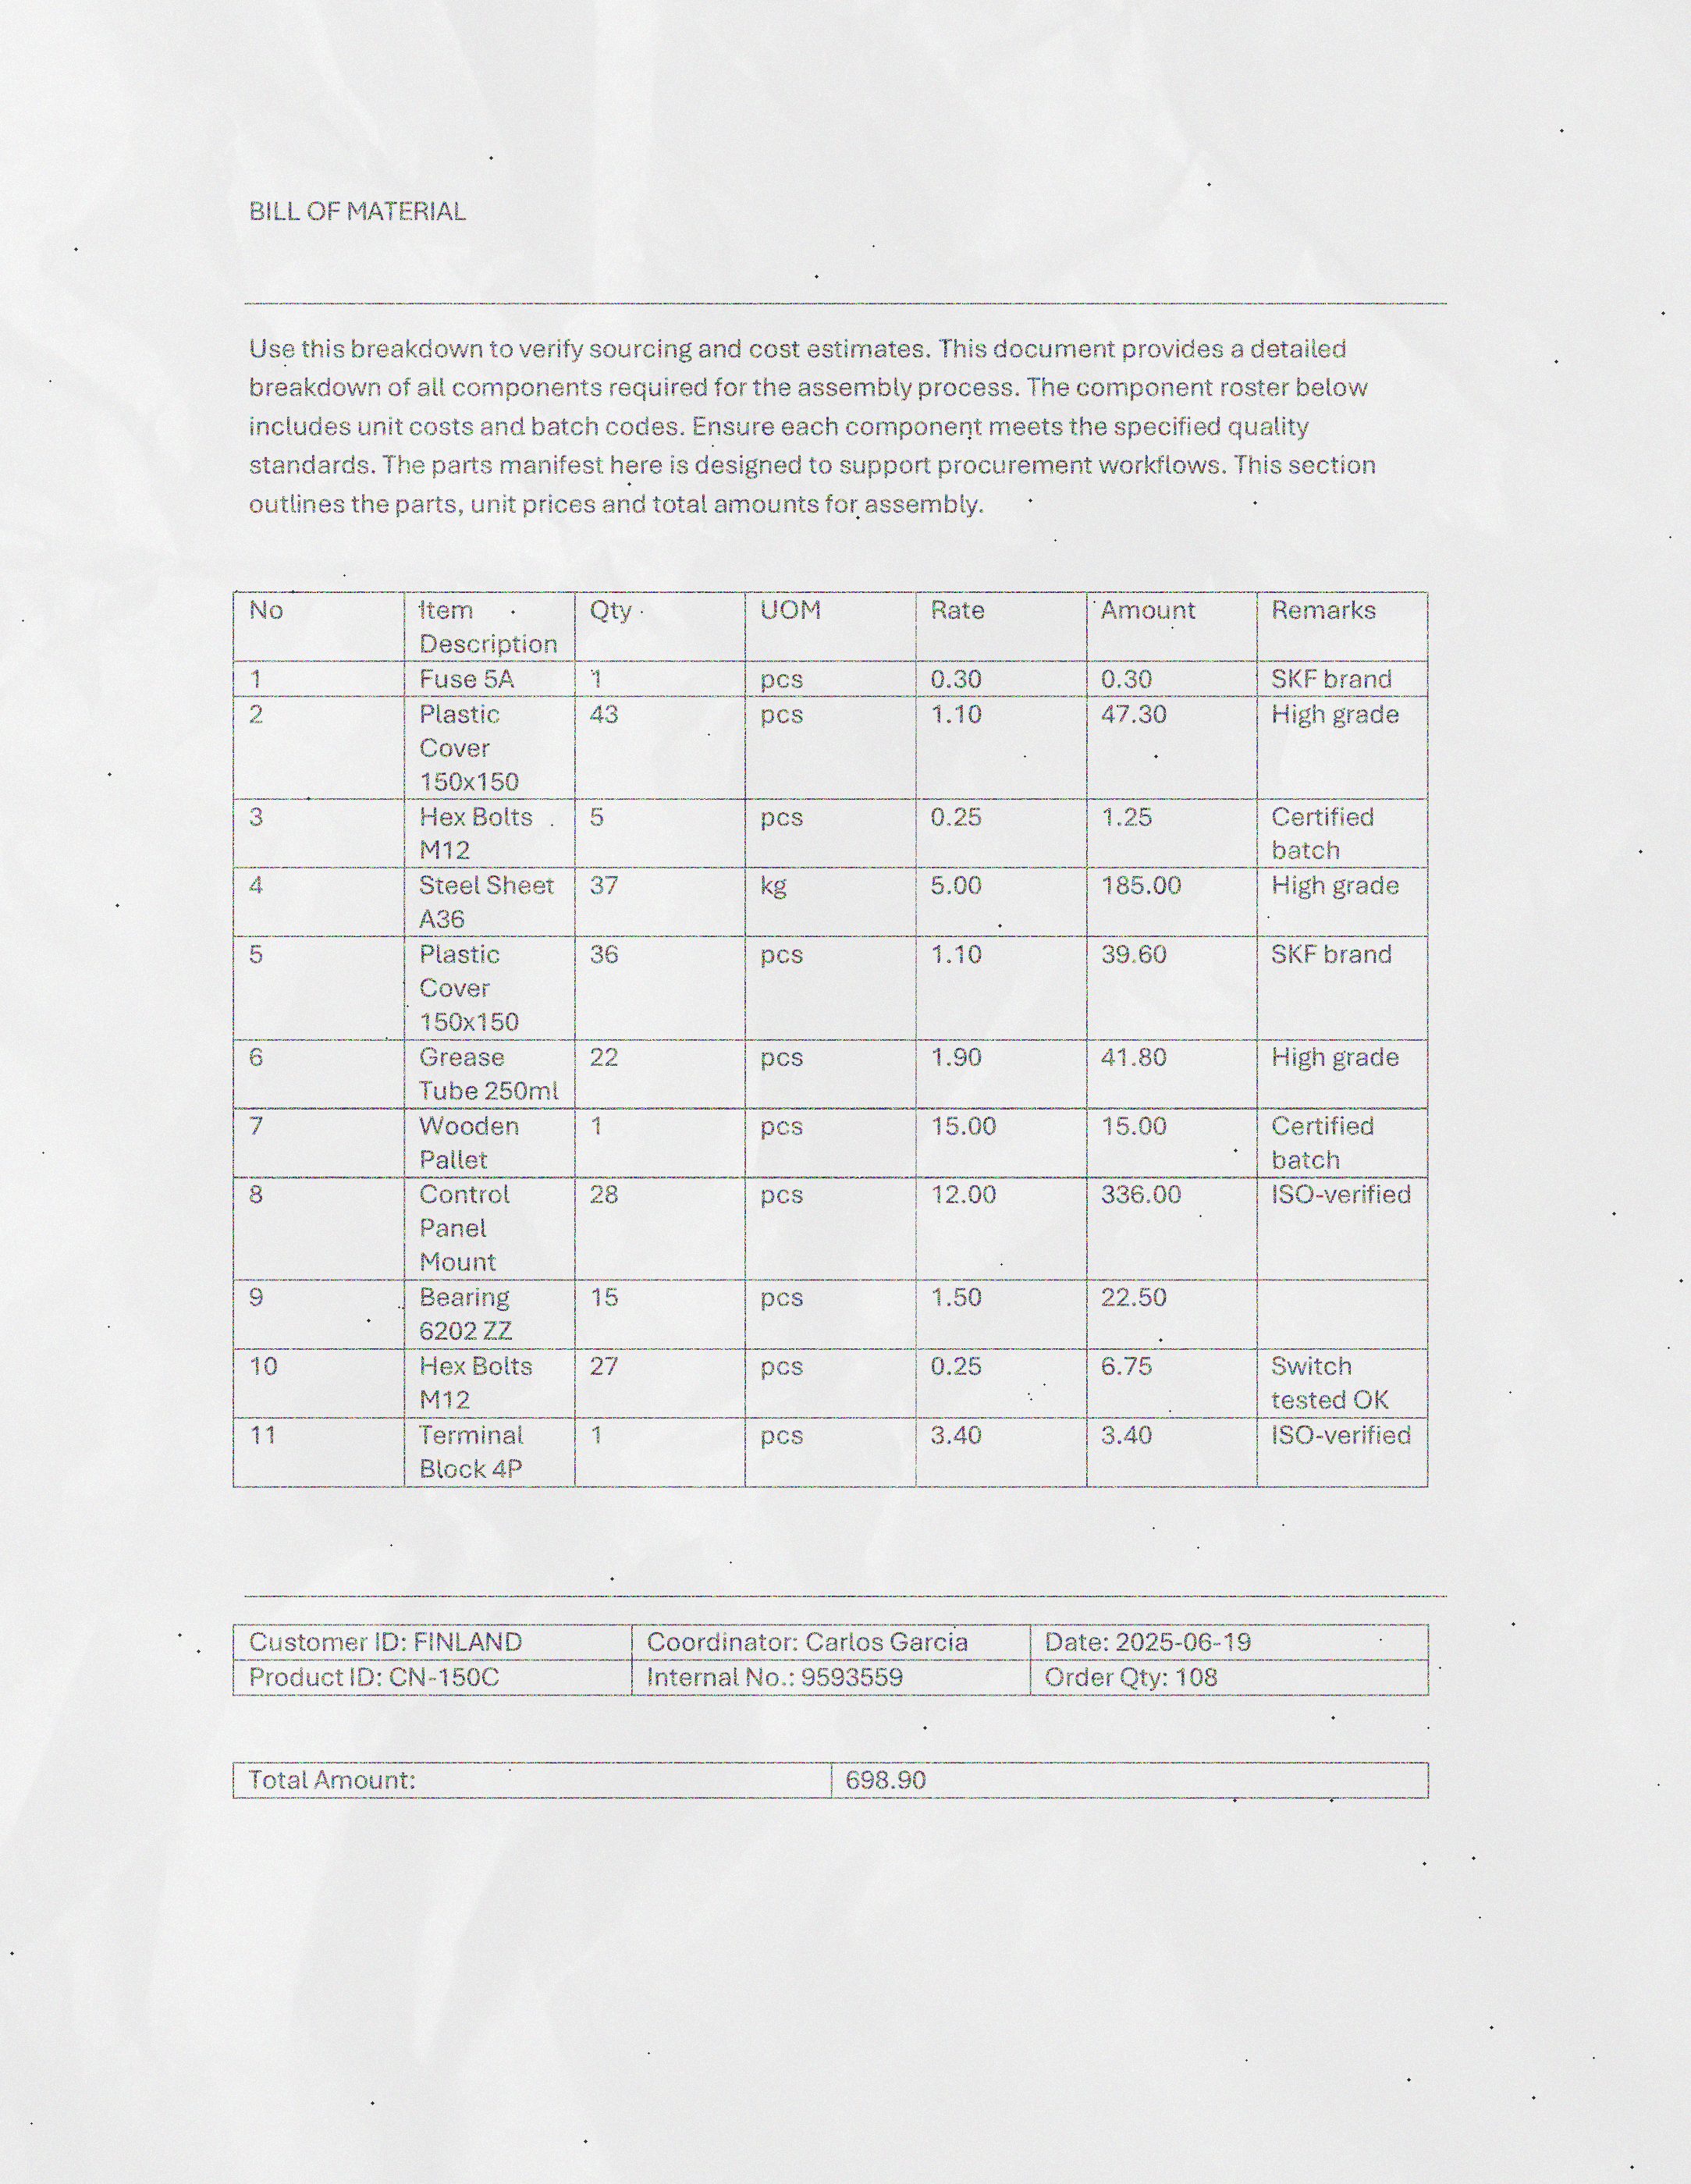 BILL OF MATERIAL
Use this breakdown to verify sourcing and cost estimates. This document provides a detailed
breakdown of all components required for the assembly process. The component roster below
includes unit costs and batch codes. Ensure each component meets the specified quality
standards. The parts manifest here is designed to support procurement workflows. This section
outlines the parts, unit prices and total amounts for assembly.
No Item Description Qty UOM Rate Amount Remarks
1 Fuse 5A 1 pcs 0.30 0.30 SKF brand
2 Plastic Cover 150x150 43 pcs 1.10 47.30 High grade
3 Hex Bolts M12 5 pcs 0.25 1.25 Certified batch
4 Steel Sheet A36 37 kg 5.00 185.00 High grade
5 Plastic Cover 150x150 36 pcs 1.10 39.60 SKF brand
6 Grease Tube 250ml 22 pcs 1.90 41.80 High grade
7 Wooden Pallet 1 pcs 15.00 15.00 Certified batch
8 Control Panel Mount 28 pcs 12.00 336.00 ISO-verified
9 Bearing 6202 ZZ 15 pcs 1.50 22.50
10 Hex Bolts M12 27 pcs 0.25 6.75 Switch tested OK
11 Terminal Block 4P 1 pcs 3.40 3.40 ISO-verified
Customer ID: FINLAND Coordinator: Carlos Garcia Date: 2025-06-19
Product ID: CN-150C Internal No.: 9593559 Order Qty: 108
Total Amount: 698.90